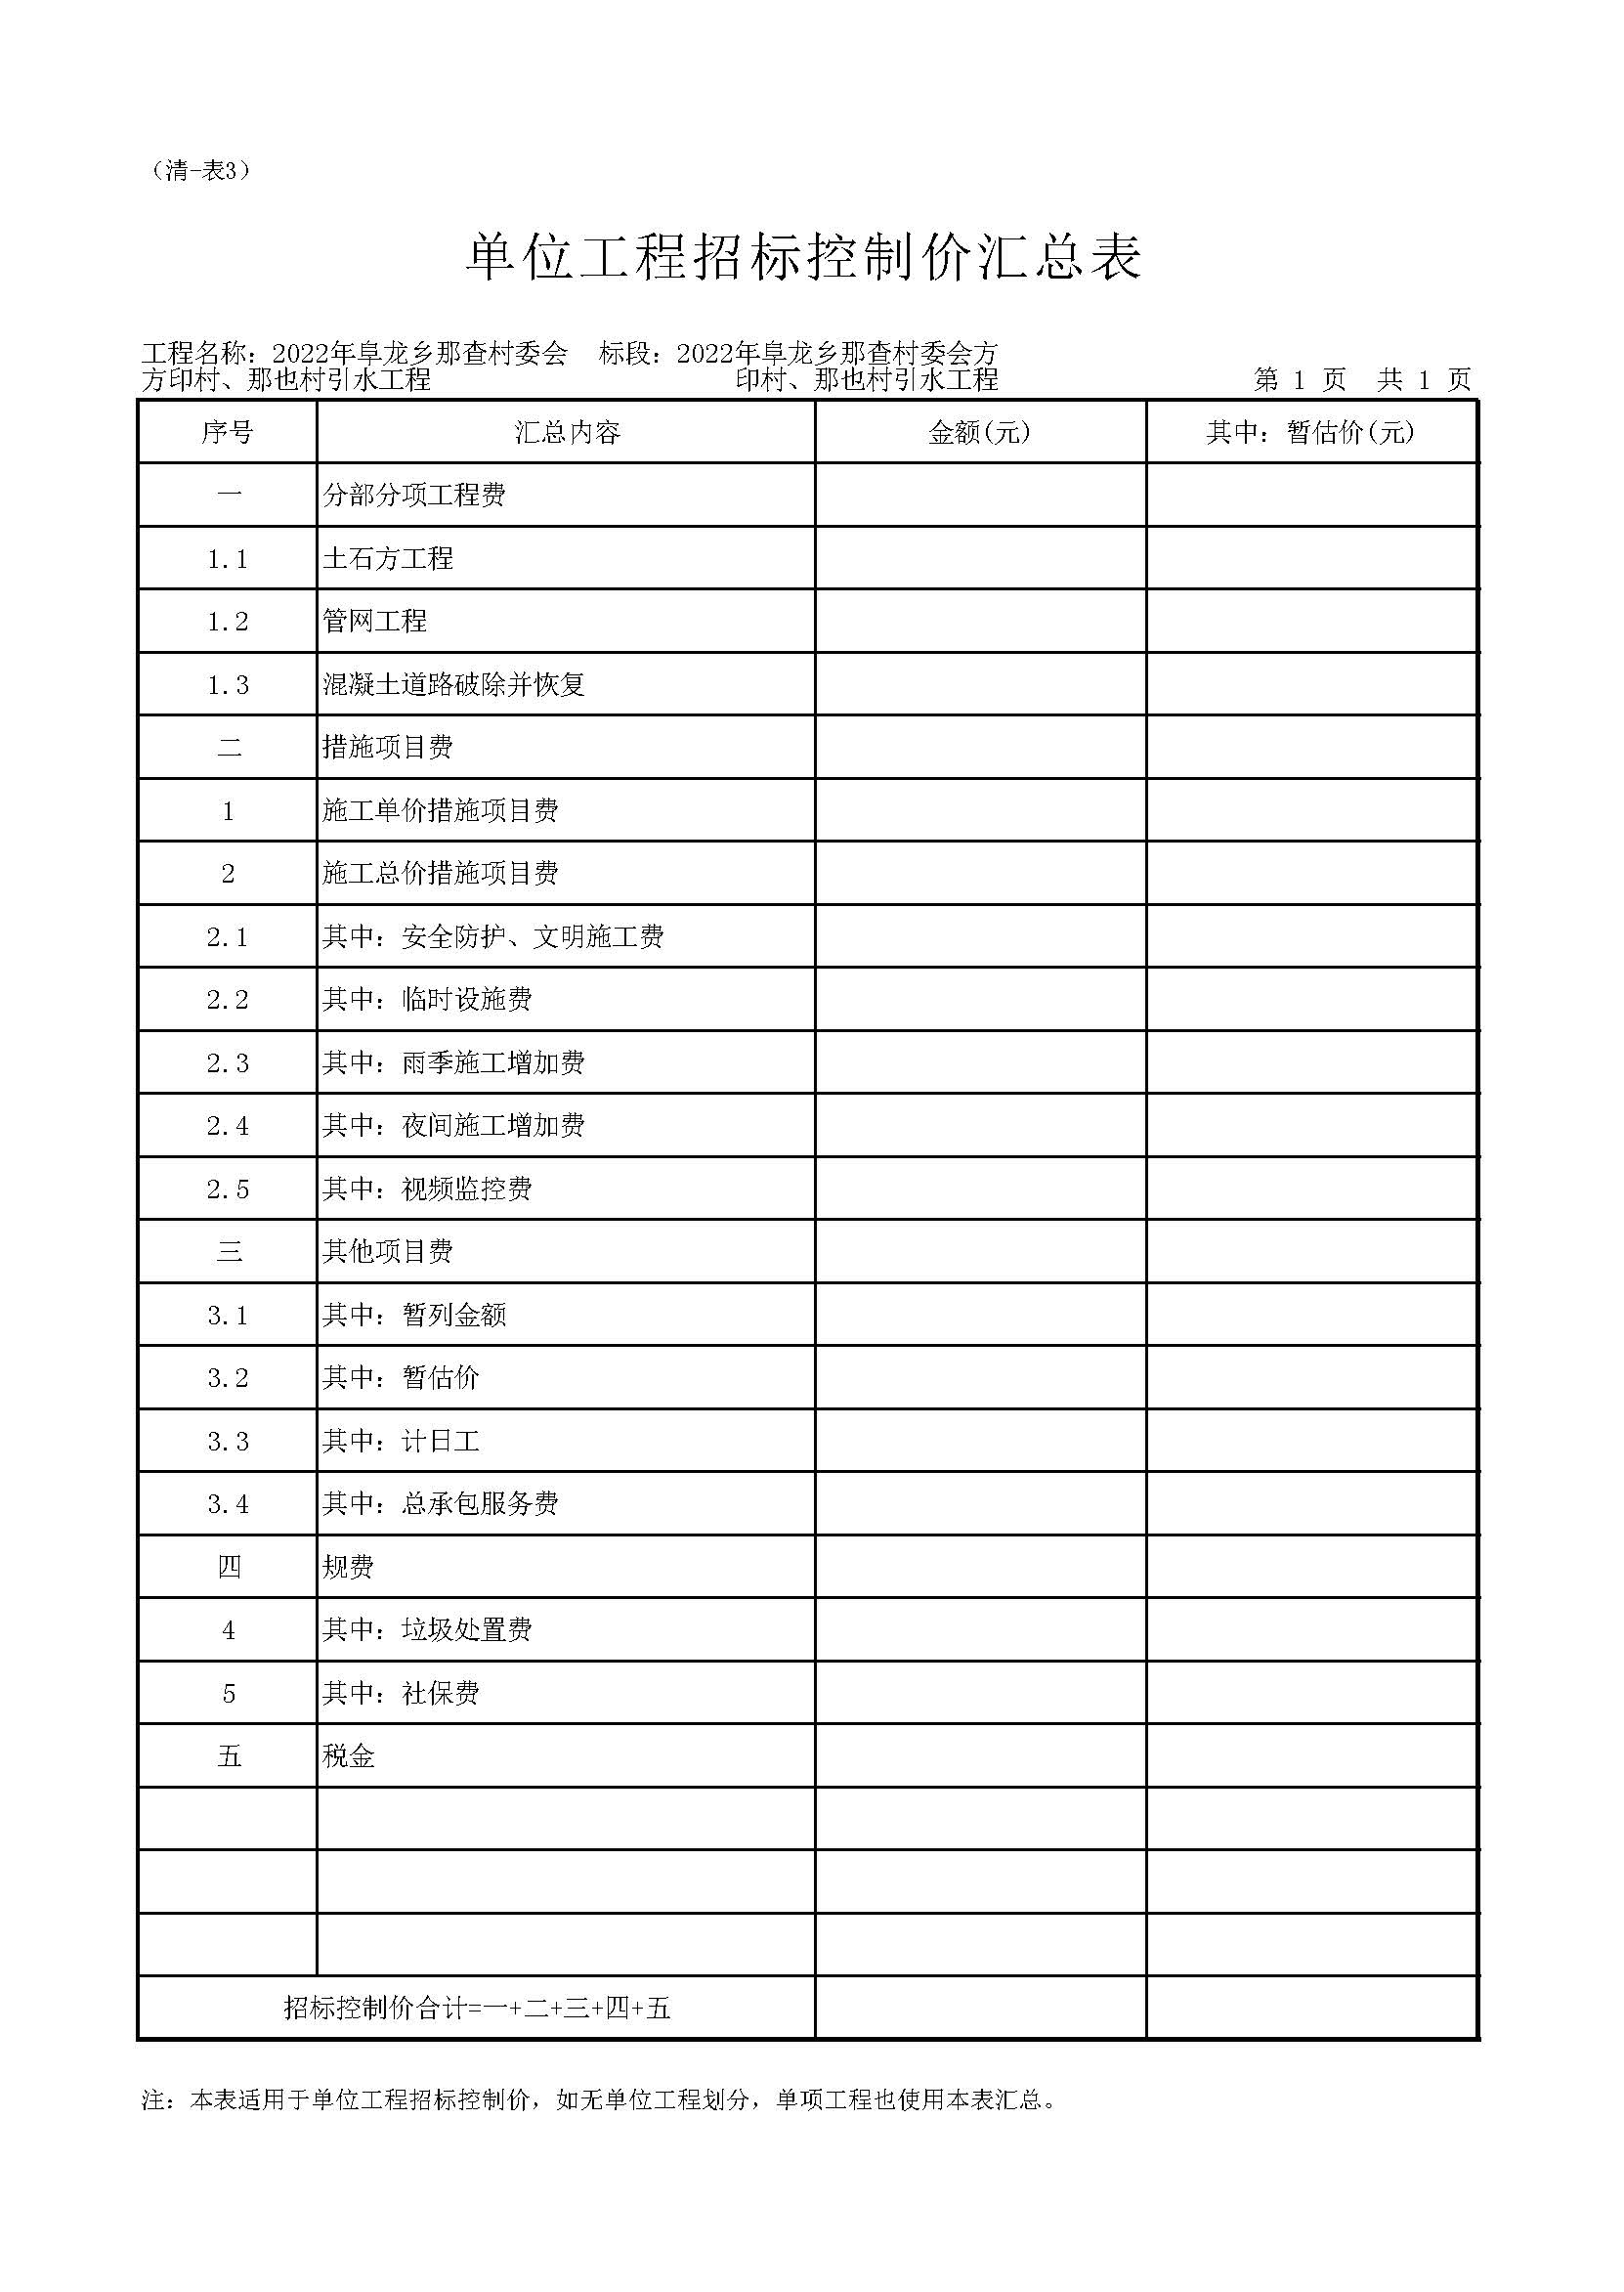 （清-表3）
单位工程招标控制价汇总表
工程名称：2022年阜龙乡那查村委会 标段：2022年阜龙乡那查村委会方
方印村、那也村引水工程 印村、那也村引水工程 第 1 页 共 1 页
序号 汇总内容 金额(元) 其中：暂估价(元)
一 分部分项工程费
1.1 土石方工程
1.2 管网工程
1.3 混凝土道路破除并恢复
二 措施项目费
1 施工单价措施项目费
2 施工总价措施项目费
2.1 其中：安全防护、文明施工费
2.2 其中：临时设施费
2.3 其中：雨季施工增加费
2.4 其中：夜间施工增加费
2.5 其中：视频监控费
三 其他项目费
3.1 其中：暂列金额
3.2 其中：暂估价
3.3 其中：计日工
3.4 其中：总承包服务费
四 规费
4 其中：垃圾处置费
5 其中：社保费
五 税金
招标控制价合计=一+二+三+四+五
注：本表适用于单位工程招标控制价，如无单位工程划分，单项工程也使用本表汇总。